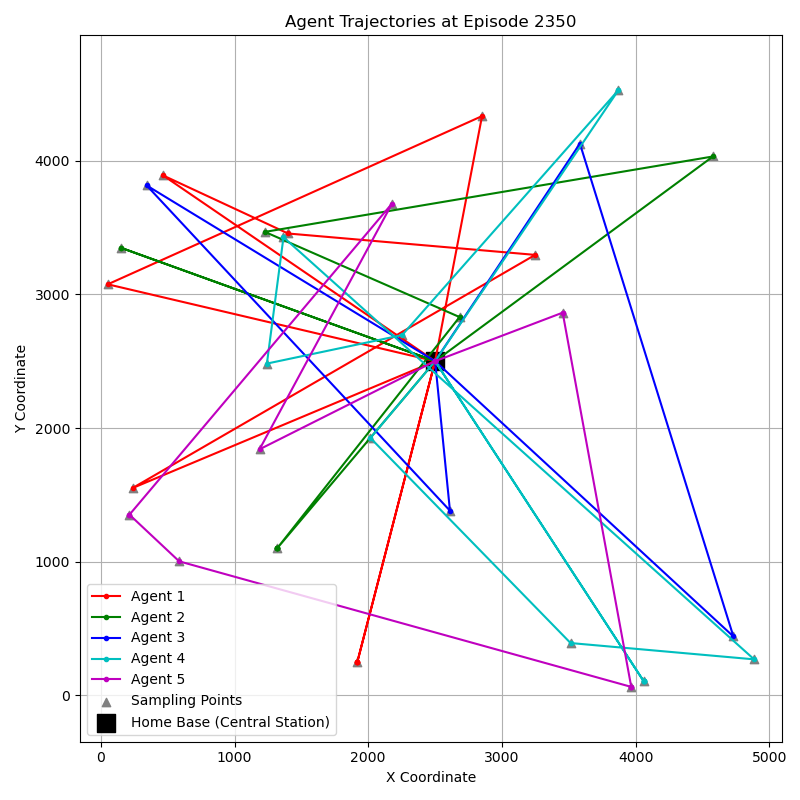 Agent Trajectories at Episode 2350
Y Coordinate
4000
3000
2000
1000
0
Agent 1
Agent 2
Agent 3
Agent 4
Agent 5
Sampling Points
Home Base (Central Station)
0 1000 2000 3000 4000 5000
X Coordinate